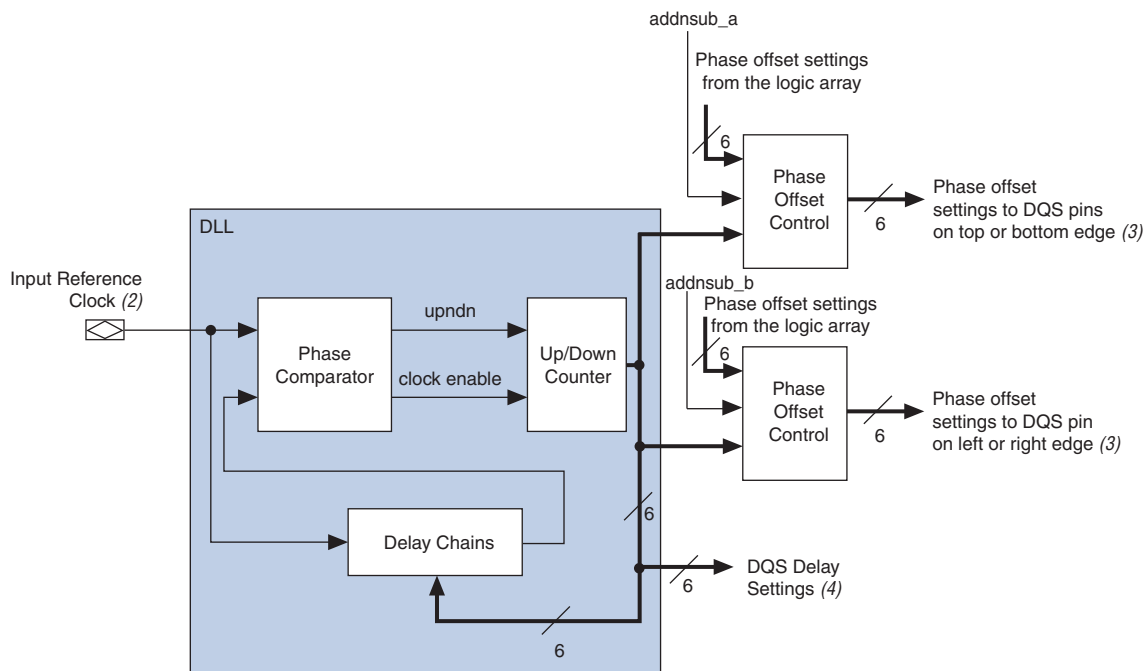 addnsub_a
Phase offset settings
from the logic array
6
Phase
Offset
Control
6
Phase offset
settings to DQS pins
on top or bottom edge (3)
DLL
Input Reference
Clock (2)
addnsub_b
Phase offset settings
from the logic array
6
upndn
Phase
Comparator
clock enable
Up/Down
Counter
Phase
Offset
Control
6
Phase offset
settings to DQS pin
on left or right edge (3)
6
Delay Chains
6
DQS Delay
Settings (4)
6